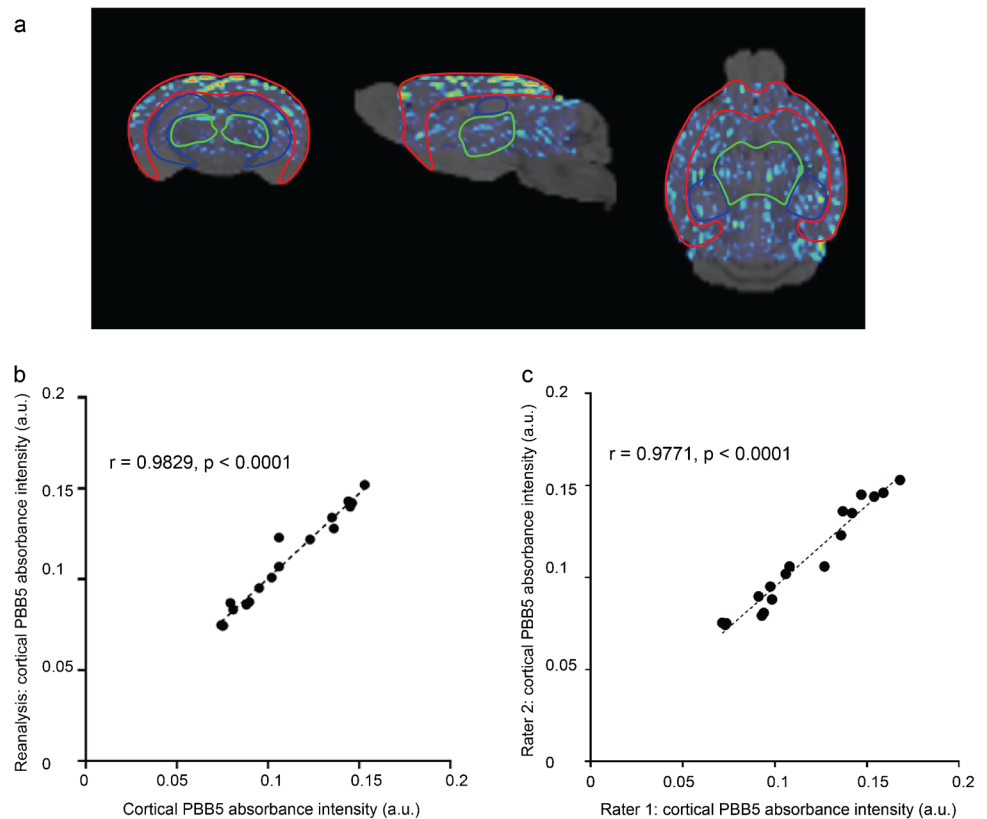 a
b
Reanalysis: cortical PBB5 absorbance intensity (a.u.)
0.2
0.15
0.1
0.05
0
r = 0.9829, p < 0.0001
0
0.05
0.1
0.15
0.2
Cortical PBB5 absorbance intensity (a.u.)
c
Rater 2: cortical PBB5 absorbance intensity (a.u.)
0.2
0.15
0.1
0.05
0
r = 0.9771, p < 0.0001
0
0.05
0.1
0.15
0.2
Rater 1: cortical PBB5 absorbance intensity (a.u.)